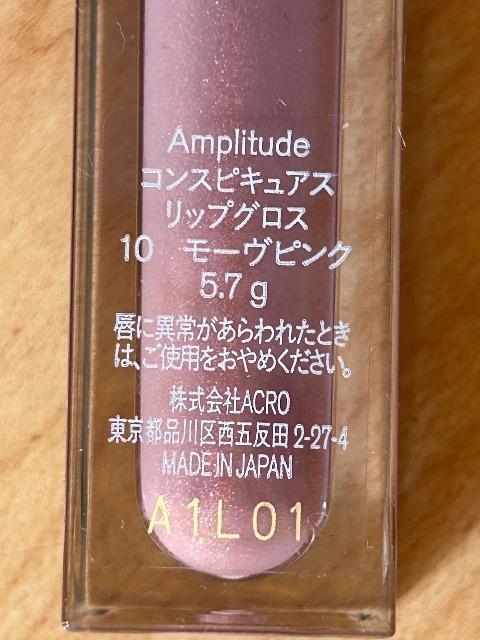 Amplitude
コンスピキュアス
リップグロス
10 モーヴピンク
5.7 g
唇に異常があらわれたとき
は、ご使用をおやめください。
株式会社ACRO
東京都品川区西五反田2-27-4
MADE IN JAPAN
A1L01